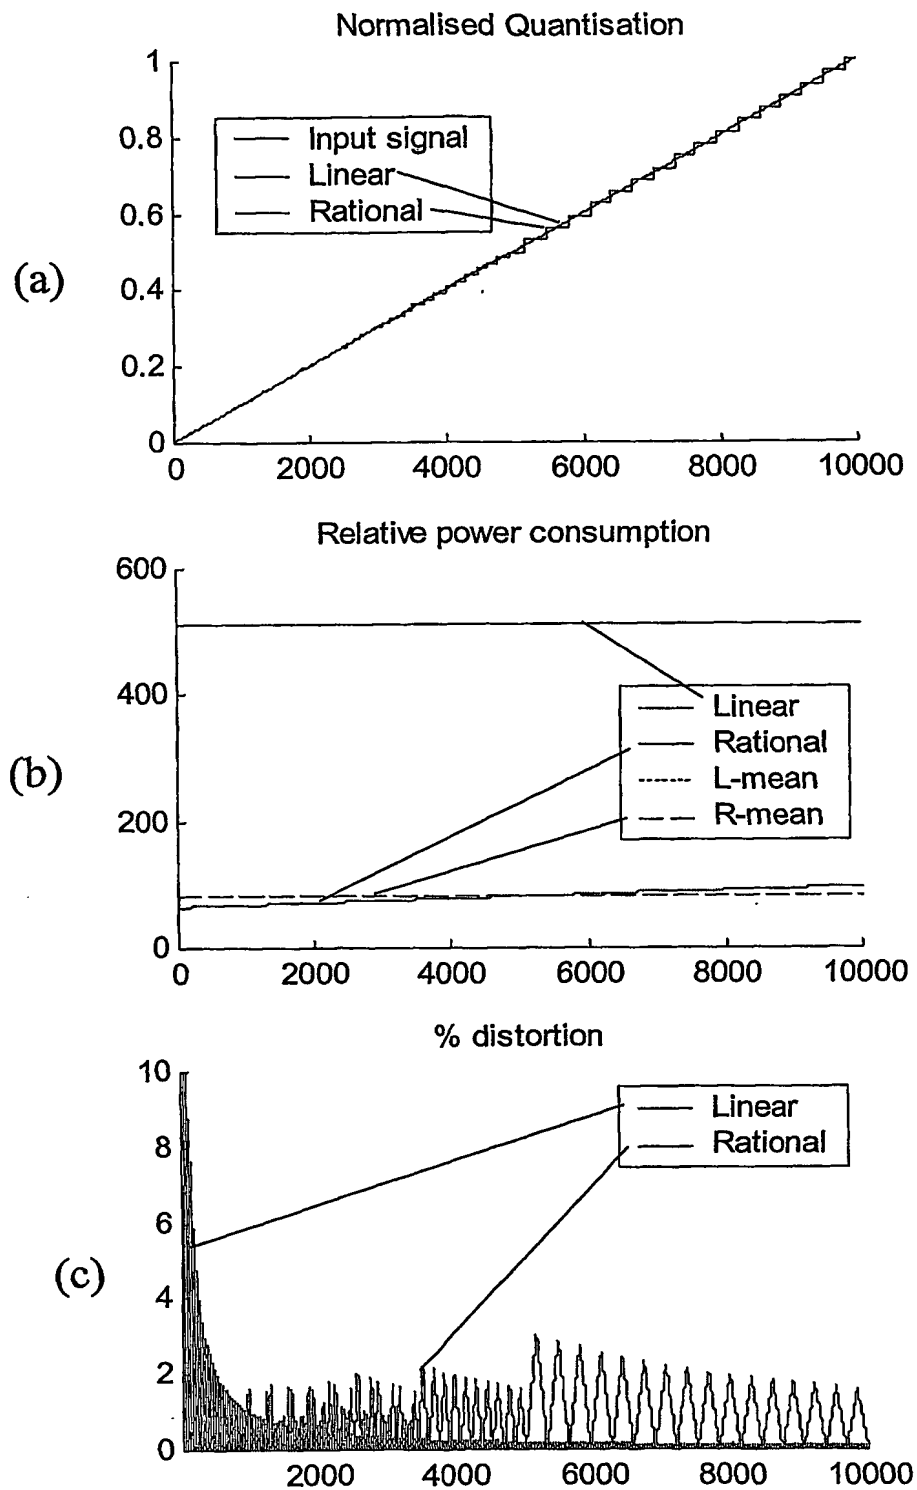 Normalised Quantisation
1
0.8
0.6
0.4
0.2
0
Input signal
Linear
Rational
(a)
0 2000 4000 6000 8000 10000
Relative power consumption
600
400
200
0
Linear
Rational
L-mean
R-mean
(b)
0 2000 4000 6000 8000 10000
% distortion
10
8
6
4
2
0
Linear
Rational
(c)
2000 4000 6000 8000 10000